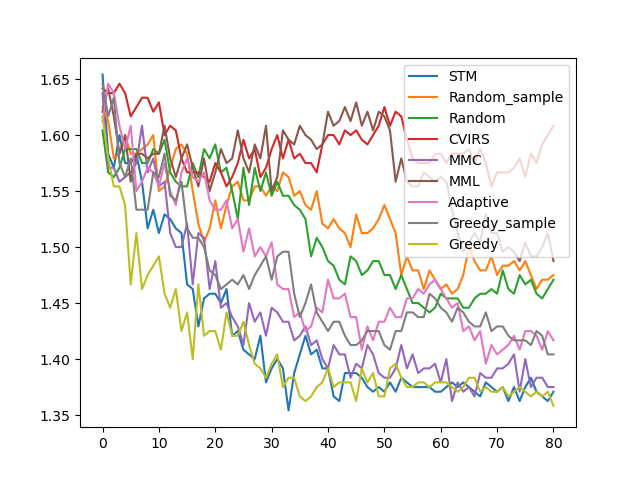 1.65
1.60
1.55
1.50
1.45
1.40
1.35
0 10 20 30 40 50 60 70 80
STM
Random_sample
Random
CVIRS
MMC
MML
Adaptive
Greedy_sample
Greedy